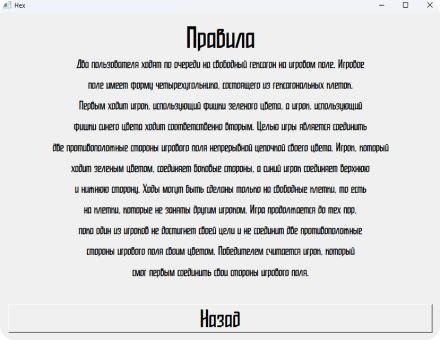 Hex
Правила
Два пользователя ходят по очереди на свободный гексагон на игровом поле. Игровое
поле имеет форму четырехугольника, состоящего из гексагональных клеток.
Первым ходит игрок, использующий фишки зеленого цвета, а игрок, использующий
фишки синего цвета ходит соответственно вторым. Целью игры является соединить
две противоположные стороны игрового поля непрерывной цепочкой своего цвета. Игрок, который
ходит зеленым цветом, соединяет боковые стороны, а синий игрок соединяет верхнюю
и нижнюю сторону. Ходы могут быть сделаны только на свободные клетки, то есть
на клетки, которые не заняты другим игроком. Игра продолжается до тех пор,
пока один из игроков не достигнет своей цели и не соединит две противоположные
стороны игрового поля своим цветом. Победителем считается игрок, который
смог первым соединить свои стороны игрового поля.
Назад